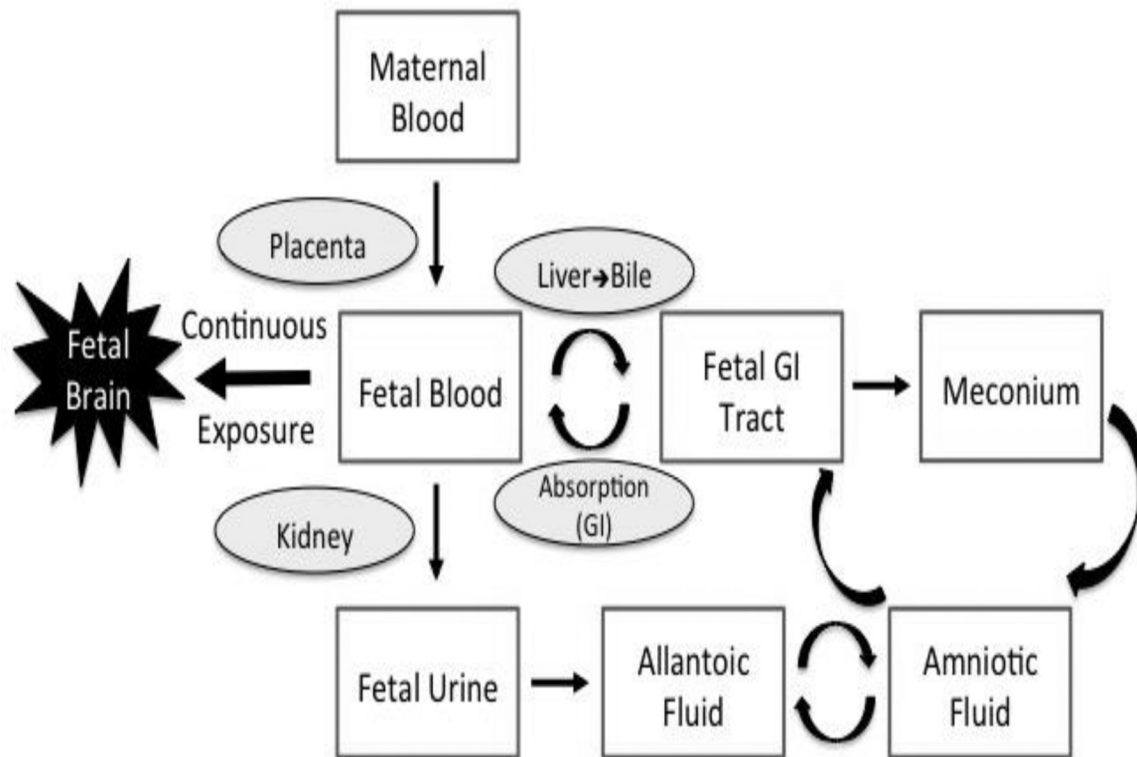 Maternal
Blood
Placenta
Liver➔Bile
Continuous
Fetal
Brain
Exposure
Fetal Blood
Fetal GI
Tract
Meconium
Absorption
(GI)
Kidney
Fetal Urine
Allantoic
Fluid
Amniotic
Fluid